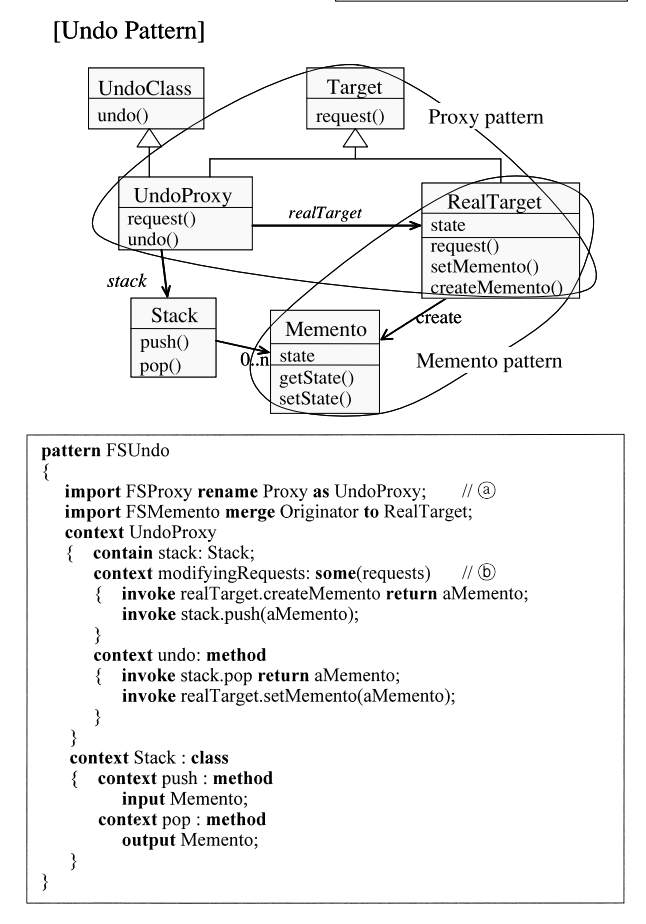 [Undo Pattern]
UndoClass
undo()
Target
request()
Proxy pattern
UndoProxy
request()
undo()
realTarget
RealTarget
state
request()
setMemento()
createMemento()
stack
Stack
push()
pop()
0..n
Memento
state
getState()
setState()
create
Memento pattern
pattern FSUndo
{
import FSProxy rename Proxy as UndoProxy; // ⓐ
import FSMemento merge Originator to RealTarget;
context UndoProxy
{ contain stack: Stack;
context modifyingRequests: some(requests) // ⓑ
{ invoke realTarget.createMemento return aMemento;
invoke stack.push(aMemento);
}
context undo: method
{ invoke stack.pop return aMemento;
invoke realTarget.setMemento(aMemento);
}
}
context Stack : class
{ context push : method
input Memento;
context pop : method
output Memento;
}
}